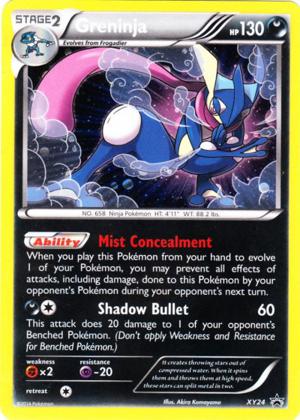 STAGE2
Greninja
HP130
Evolves from Frogadier
NO. 658 Ninja Pokémon HT: 4'11" WT: 88.2 lbs.
Ability Mist Concealment
When you play this Pokémon from your hand to evolve
1 of your Pokémon, you may prevent all effects of
attacks, including damage, done to this Pokémon by your
opponent's Pokémon during your opponent's next turn.
Shadow Bullet 60
This attack does 20 damage to 1 of your opponent's
Benched Pokémon. (Don't apply Weakness and Resistance
for Benched Pokémon.)
weakness
×2
resistance
-20
retreat
It creates throwing stars out of
compressed water. When it spins
them and throws them at high speed,
these stars can split metal in two.
©2014 Pokémon
Illus. Akira Komayama
XY24